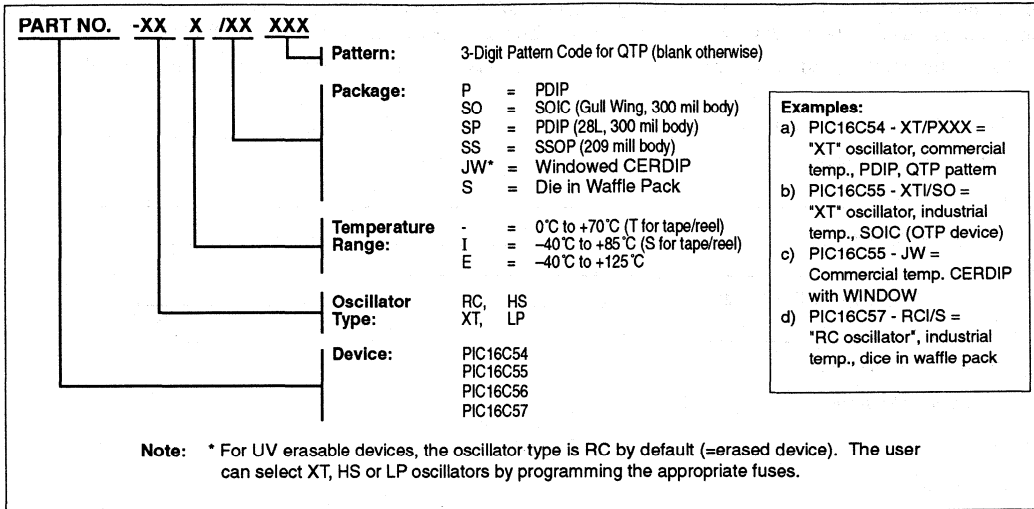 PART NO. -XX X /XX XXX
Pattern: 3-Digit Pattern Code for QTP (blank otherwise)
Package: P = PDIP
SO = SOIC (Gull Wing, 300 mil body)
SP = PDIP (28L, 300 mil body)
SS = SSOP (209 mill body)
JW* = Windowed CERDIP
S = Die in Waffle Pack
Temperature Range: - = 0°C to +70°C (T for tape/reel)
I = –40°C to +85°C (S for tape/reel)
E = –40°C to +125°C
Oscillator Type: RC, HS
XT, LP
Device: PIC16C54
PIC16C55
PIC16C56
PIC16C57
Examples:
a) PIC16C54 - XT/PXXX =
"XT" oscillator, commercial
temp., PDIP, QTP pattern
b) PIC16C55 - XTI/SO =
"XT" oscillator, industrial
temp., SOIC (OTP device)
c) PIC16C55 - JW =
Commercial temp. CERDIP
with WINDOW
d) PIC16C57 - RCI/S =
"RC oscillator", industrial
temp., dice in waffle pack
Note: * For UV erasable devices, the oscillator type is RC by default (=erased device). The user
can select XT, HS or LP oscillators by programming the appropriate fuses.